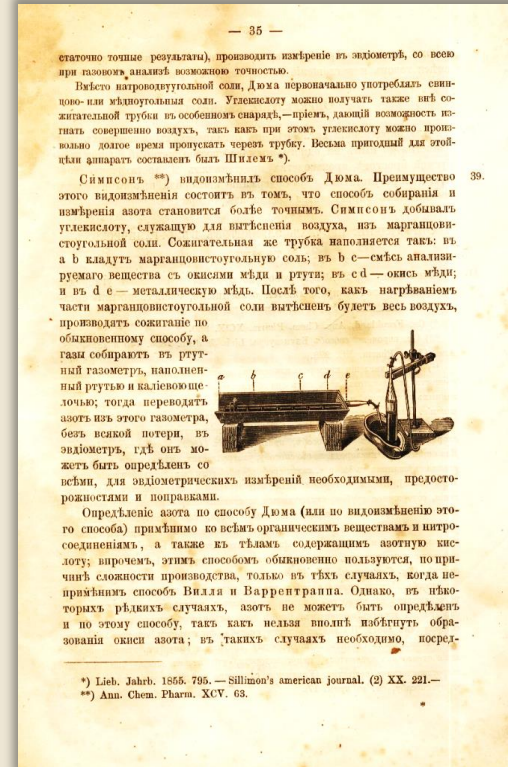 — 35 —
статочно точные результаты), производить измѣреніе въ эвдіометрѣ, со всею
при газовомъ анализѣ возможною точностью.
Вмѣсто натроводвуугольной соли, Дюма первоначально употреблялъ свин-
цово- или мѣдноугольныя соли. Углекислоту можно получать также внѣ со-
жигательной трубки въ особенномъ снарядѣ,—пріемъ, дающій возможность из-
гнать совершенно воздухъ, такъ какъ при этомъ углекислоту можно произ-
вольно долгое время пропускать черезъ трубку. Весьма пригодный для этой-
цѣли аппаратъ составленъ былъ Шилемъ *).
Симпсонъ **) видоизмѣнилъ способъ Дюма. Преимущество 39.
этого видоизмѣненія состоитъ въ томъ, что способъ собиранія и
измѣренія азота становится болѣе точнымъ. Симпсонъ добывалъ
углекислоту, служащую для вытѣсненія воздуха, изъ марганцови-
стоугольной соли. Сожигательная же трубка наполняется такъ: въ
a b кладутъ марганцовистоугольную соль; въ b c—смѣсь анализи-
руемаго вещества съ окисями мѣди и ртути; въ c d — окись мѣди;
и въ d e — металлическую мѣдь. Послѣ того, какъ нагрѣваніемъ
части марганцовистоугольной соли вытѣсненъ будетъ весь воздухъ,
производятъ сожиганіе по
обыкновенному способу, а
газы собираютъ въ ртут-
ный газометръ, наполнен-
ный ртутью и каліевою ще-
лочью; тогда переводятъ
азотъ изъ этого газометра,
безъ всякой потери, въ
эвдіометръ, гдѣ онъ мо-
жетъ быть опредѣленъ со
a b c d e
всѣми, для эвдіометрическихъ измѣреній необходимыми, предосто-
рожностями и поправками.
Опредѣленіе азота по способу Дюма (или по видоизмѣненію это-
го способа) примѣнимо ко всѣмъ органическимъ веществамъ и нитро-
соединеніямъ, а также къ тѣламъ содержащимъ азотную кис-
лоту; впрочемъ, этимъ способомъ обыкновенно пользуются, по при-
чинѣ сложности производства, только въ тѣхъ случаяхъ, когда не-
примѣнимъ способъ Вилля и Варрентраппа. Однако, въ нѣко-
торыхъ рѣдкихъ случаяхъ, азотъ не можетъ быть опредѣленъ
и по этому способу, такъ какъ нельзя вполнѣ избѣгнуть обра-
зованія окиси азота; въ такихъ случаяхъ необходимо, посред-
*) Lieb. Jahrb. 1855. 795. — Sillimon's american journal. (2) XX. 221.—
**) Ann. Chem. Pharm. XCV. 63.